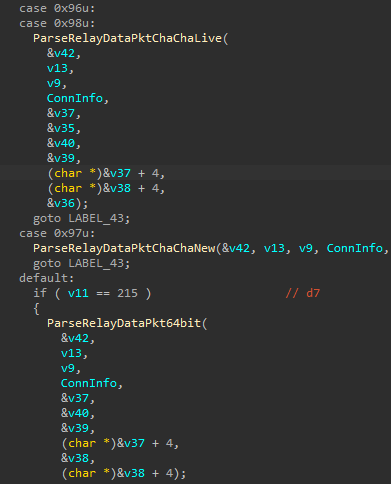 case 0x96u:
case 0x98u:
ParseRelayDataPktChaChaLive(
&v42,
v13,
v9,
ConnInfo,
&v37,
&v35,
&v40,
&v39,
(char *)&v37 + 4,
(char *)&v38 + 4,
&v36);
goto LABEL_43;
case 0x97u:
ParseRelayDataPktChaChaNew(&v42, v13, v9, ConnInfo,
goto LABEL_43;
default:
if ( v11 == 215 ) // d7
{
ParseRelayDataPkt64bit(
&v42,
v13,
v9,
ConnInfo,
&v37,
&v40,
&v39,
(char *)&v37 + 4,
&v38,
(char *)&v38 + 4);